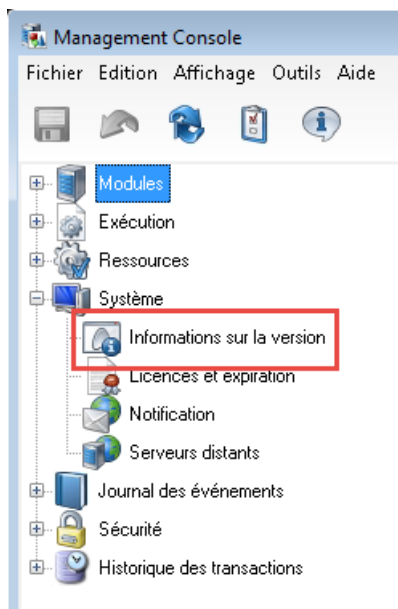 Management Console
Fichier Edition Affichage Outils Aide
Modules
Exécution
Ressources
Système
Informations sur la version
Licences et expiration
Notification
Serveurs distants
Journal des événements
Sécurité
Historique des transactions